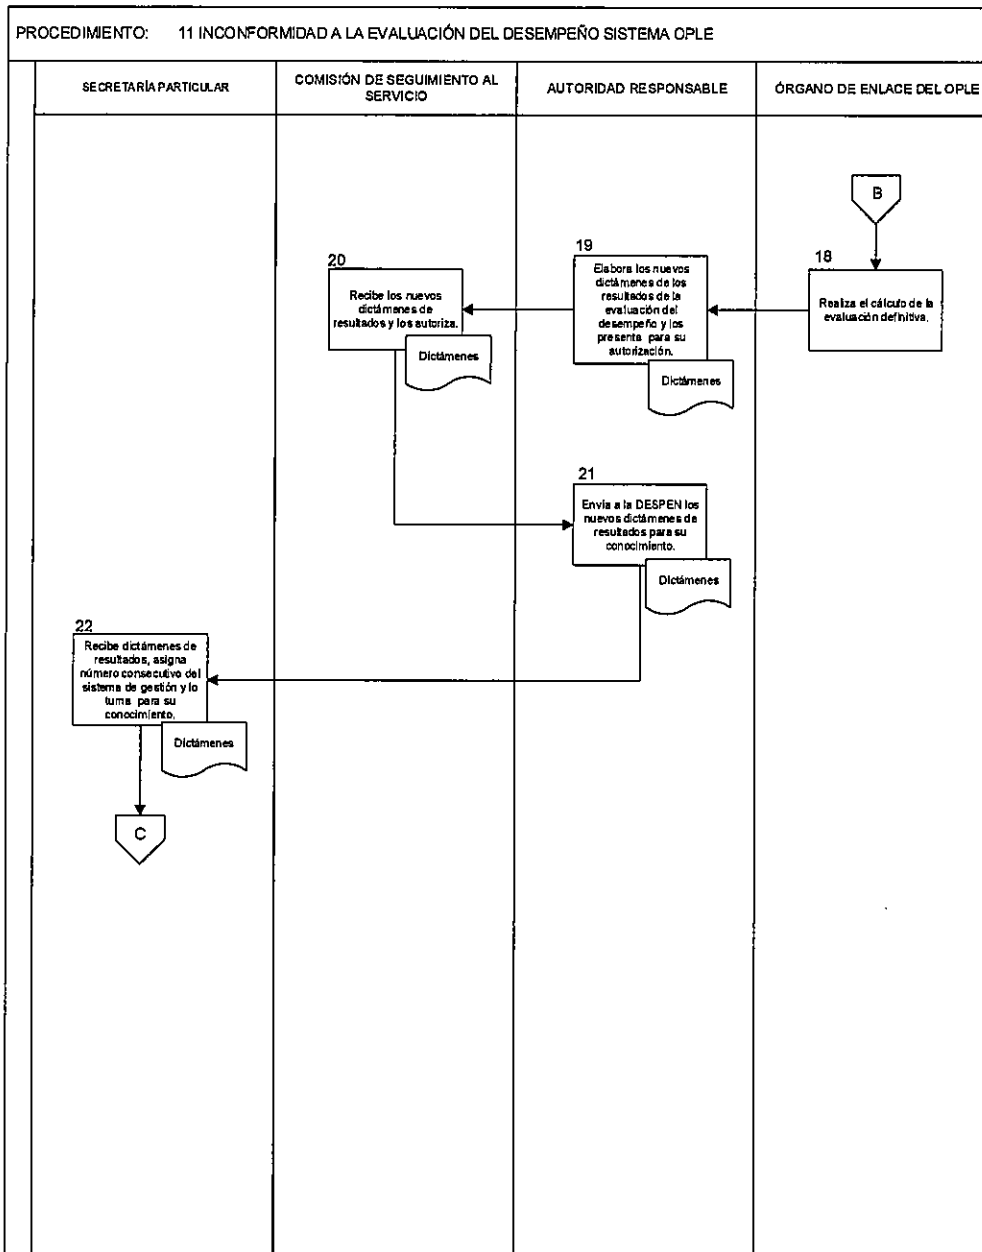 PROCEDIMIENTO: 11 INCONFORMIDAD A LA EVALUACIÓN DEL DESEMPEÑO SISTEMA OPLE
SECRETARÍA PARTICULAR
COMISIÓN DE SEGUIMIENTO AL
SERVICIO
AUTORIDAD RESPONSABLE
ÓRGANO DE ENLACE DEL OPLE
B
18
Realiza el cálculo de la
evaluación definitiva.
19
Elabora los nuevos
dictámenes de los
resultados de la
evaluación del
desempeño y los
presenta para su
autorización.
Dictámenes
20
Recibe los nuevos
dictámenes de
resultados y los autoriza.
Dictámenes
21
Envía a la DESPEN los
nuevos dictámenes de
resultados para su
conocimiento.
Dictámenes
22
Recibe dictámenes de
resultados, asigna
número consecutivo del
sistema de gestión y lo
turna para su
conocimiento.
Dictámenes
C